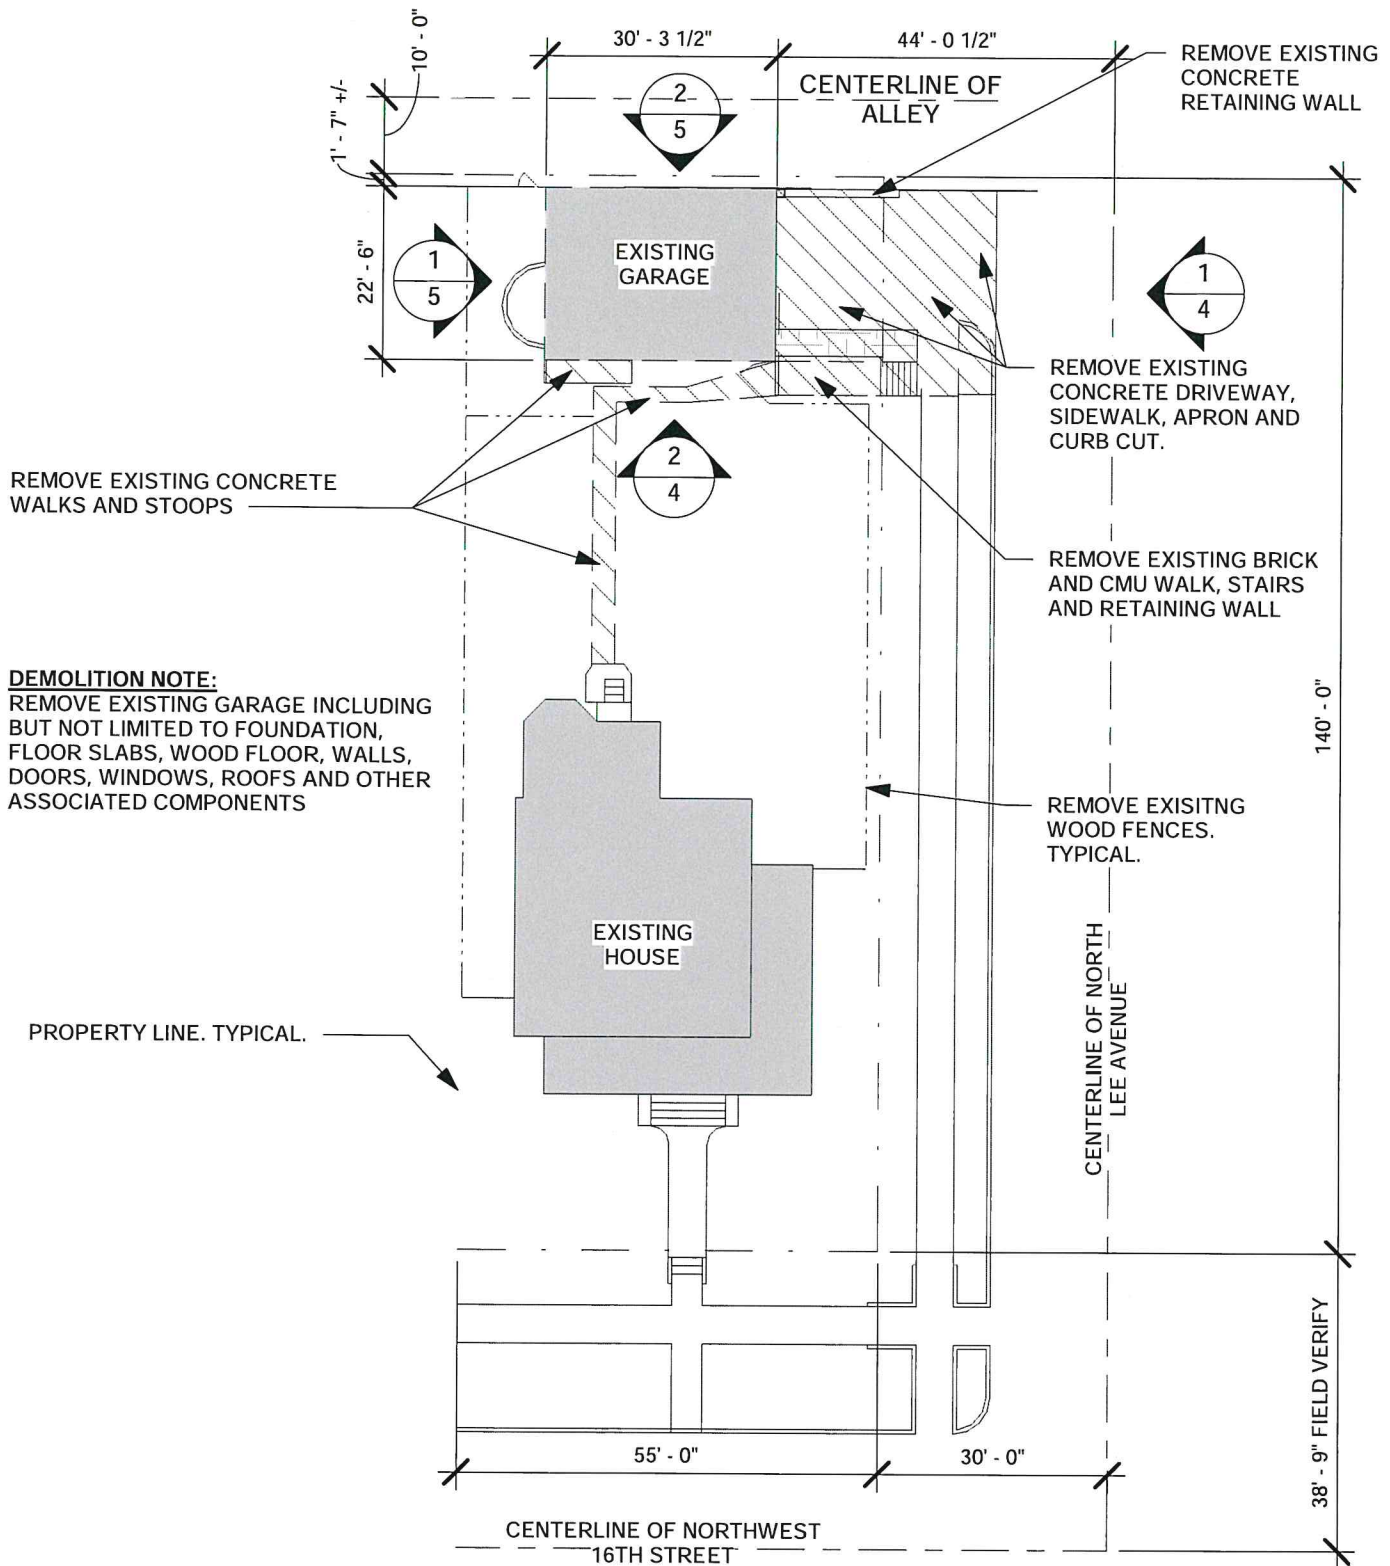 10' - 0"
30' - 3 1/2"
44' - 0 1/2"
REMOVE EXISTING
CONCRETE
RETAINING WALL
CENTERLINE OF
ALLEY
2
5
1' - 7" +/-
22' - 6"
EXISTING
GARAGE
1
5
1
4
REMOVE EXISTING
CONCRETE DRIVEWAY,
SIDEWALK, APRON AND
CURB CUT.
2
4
REMOVE EXISTING CONCRETE
WALKS AND STOOPS
REMOVE EXISTING BRICK
AND CMU WALK, STAIRS
AND RETAINING WALL
DEMOLITION NOTE:
REMOVE EXISTING GARAGE INCLUDING
BUT NOT LIMITED TO FOUNDATION,
FLOOR SLABS, WOOD FLOOR, WALLS,
DOORS, WINDOWS, ROOFS AND OTHER
ASSOCIATED COMPONENTS
140' - 0"
REMOVE EXISITNG
WOOD FENCES.
TYPICAL.
EXISTING
HOUSE
CENTERLINE OF NORTH
LEE AVENUE
PROPERTY LINE. TYPICAL.
38' - 9" FIELD VERIFY
55' - 0"
30' - 0"
CENTERLINE OF NORTHWEST
16TH STREET